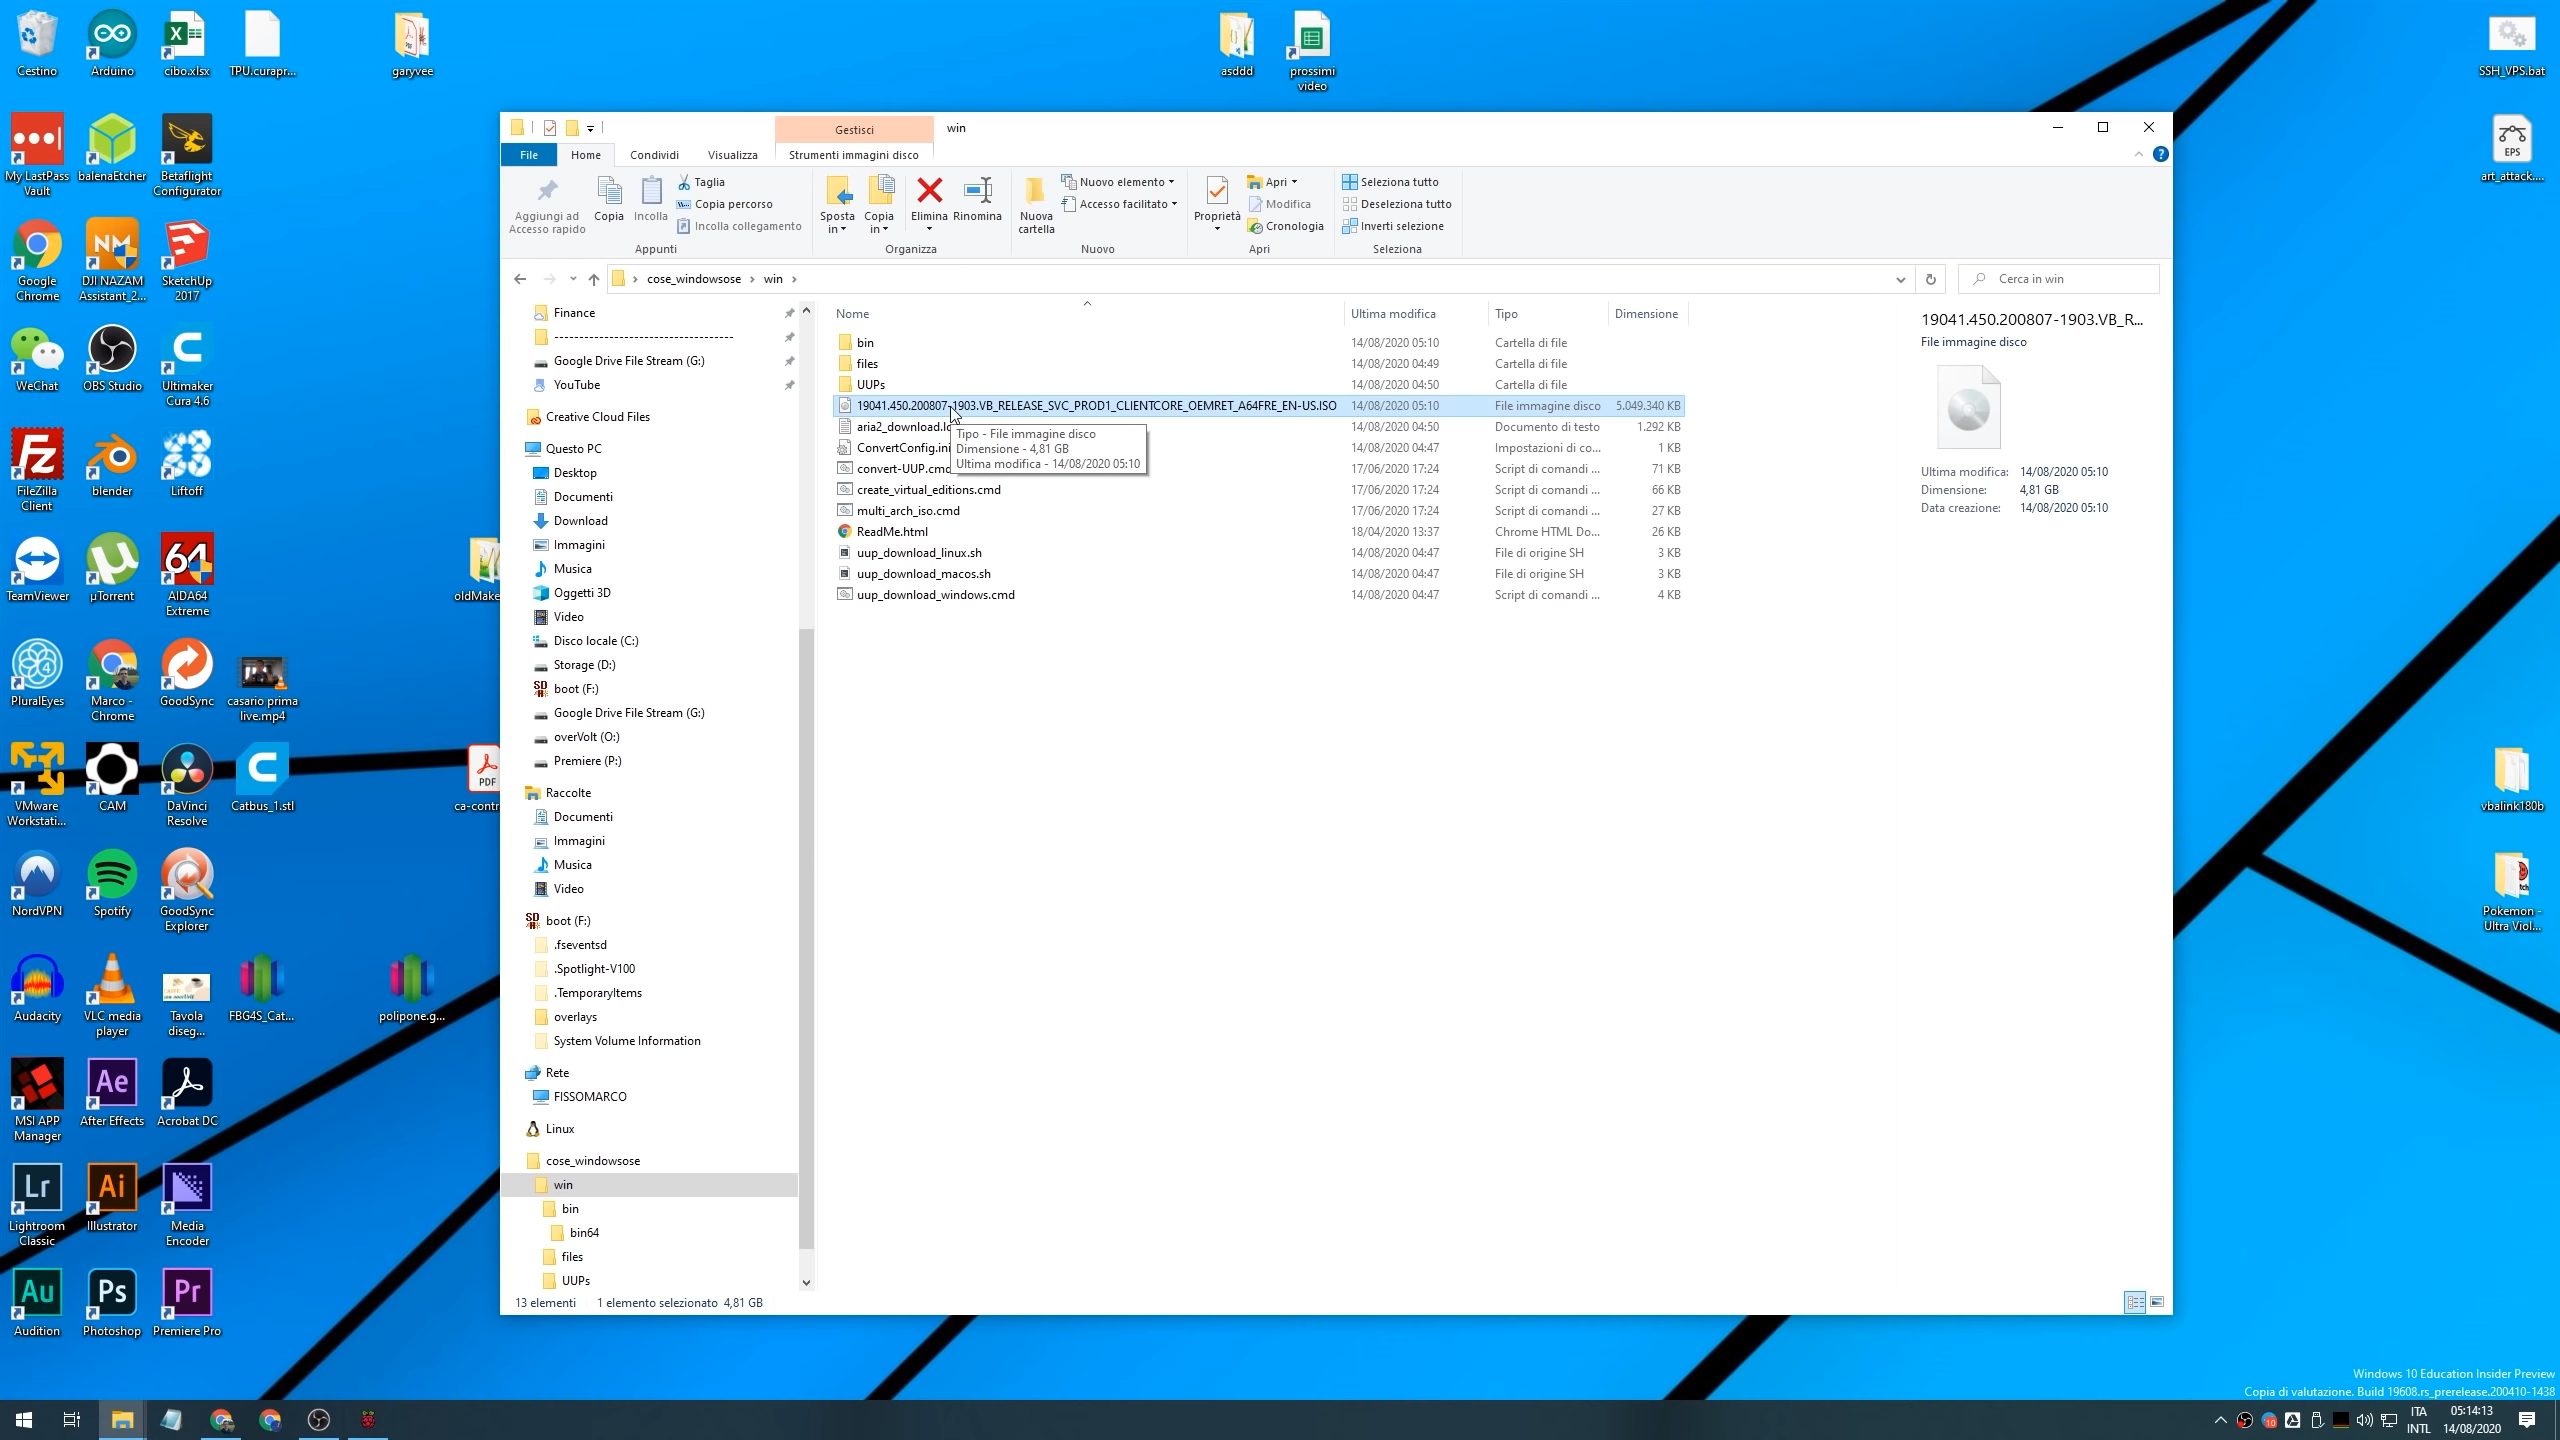 Cestino
Arduino
cibo.xlsx
TPU.curapr...
garyvee
asddd
prossimi
video
SSH_VPS.bat
My LastPass
Vault
balenaEtcher
Betaflight
Configurator
EPS
art_attack....
Google
Chrome
DJI NAZAM
Assistant_2...
SketchUp
2017
WeChat
OBS Studio
Ultimaker
Cura 4.6
FileZilla
Client
blender
Liftoff
TeamViewer
µTorrent
AIDA64
Extreme
oldMake
PluralEyes
Marco -
Chrome
GoodSync
casario prima
live.mp4
VMware
Workstati...
CAM
DaVinci
Resolve
Catbus_1.stl
PDF
ca-contr
vbalink180b
NordVPN
Spotify
GoodSync
Explorer
Pokemon -
Ultra Viol...
Audacity
VLC media
player
Tavola
diseg...
FBG4S_Cat...
polipone.g...
MSI APP
Manager
After Effects
Acrobat DC
Lightroom
Classic
Illustrator
Media
Encoder
Audition
Photoshop
Premiere Pro
Gestisci
win
File
Home
Condividi
Visualizza
Strumenti immagini disco
Aggiungi ad
Accesso rapido
Copia
Incolla
Taglia
Copia percorso
Incolla collegamento
Appunti
Sposta
in
Copia
in
Elimina
Rinomina
Organizza
Nuova
cartella
Nuovo elemento
Accesso facilitato
Nuovo
Proprietà
Apri
Modifica
Cronologia
Apri
Seleziona tutto
Deseleziona tutto
Inverti selezione
Seleziona
cose_windowsose
win
Cerca in win
Finance
------------------------------------
Google Drive File Stream (G:)
YouTube
Creative Cloud Files
Questo PC
Desktop
Documenti
Download
Immagini
Musica
Oggetti 3D
Video
Disco locale (C:)
Storage (D:)
boot (F:)
Google Drive File Stream (G:)
overVolt (O:)
Premiere (P:)
Raccolte
Documenti
Immagini
Musica
Video
boot (F:)
.fseventsd
.Spotlight-V100
.TemporaryItems
overlays
System Volume Information
Rete
FISSOMARCO
Linux
cose_windowsose
win
bin
bin64
files
UUPs
Nome Ultima modifica Tipo Dimensione
bin 14/08/2020 05:10 Cartella di file
files 14/08/2020 04:49 Cartella di file
UUPs 14/08/2020 04:50 Cartella di file
19041.450.200807-1903.VB_RELEASE_SVC_PROD1_CLIENTCORE_OEMRET_A64FRE_EN-US.ISO 14/08/2020 05:10 File immagine disco 5.049.340 KB
aria2_download.lo 14/08/2020 04:50 Documento di testo 1.292 KB
ConvertConfig.ini 14/08/2020 04:47 Impostazioni di co... 1 KB
convert-UUP.cmd 17/06/2020 17:24 Script di comandi ... 71 KB
create_virtual_editions.cmd 17/06/2020 17:24 Script di comandi ... 66 KB
multi_arch_iso.cmd 17/06/2020 17:24 Script di comandi ... 27 KB
ReadMe.html 18/04/2020 13:37 Chrome HTML Do... 26 KB
uup_download_linux.sh 14/08/2020 04:47 File di origine SH 3 KB
uup_download_macos.sh 14/08/2020 04:47 File di origine SH 3 KB
uup_download_windows.cmd 14/08/2020 04:47 Script di comandi ... 4 KB
Tipo - File immagine disco
Dimensione - 4,81 GB
Ultima modifica - 14/08/2020 05:10
19041.450.200807-1903.VB_R...
File immagine disco
Ultima modifica: 14/08/2020 05:10
Dimensione: 4,81 GB
Data creazione: 14/08/2020 05:10
13 elementi 1 elemento selezionato 4,81 GB
Windows 10 Education Insider Preview
Copia di valutazione. Build 19608.rs_prerelease.200410-1438
ITA
INTL
05:14:13
14/08/2020